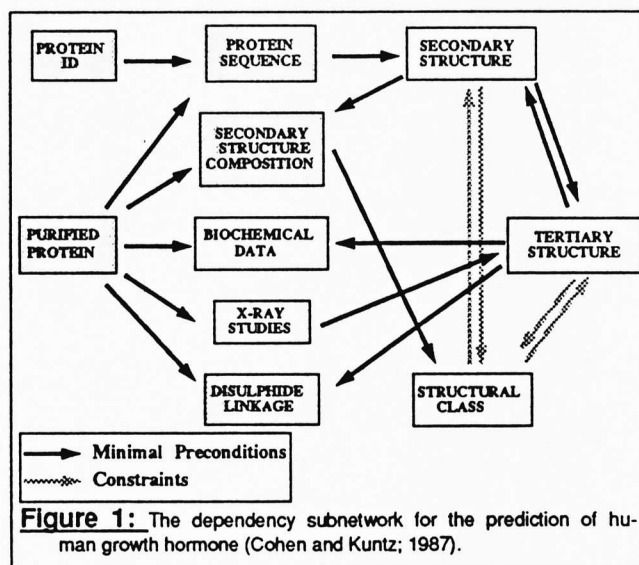 PROTEIN
ID
PROTEIN
SEQUENCE
SECONDARY
STRUCTURE
SECONDARY
STRUCTURE
COMPOSITION
PURIFIED
PROTEIN
BIOCHEMICAL
DATA
TERTIARY
STRUCTURE
X-RAY
STUDIES
DISULPHIDE
LINKAGE
STRUCTURAL
CLASS
Minimal Preconditions
Constraints
Figure 1: The dependency subnetwork for the prediction of hu-
man growth hormone (Cohen and Kuntz; 1987).